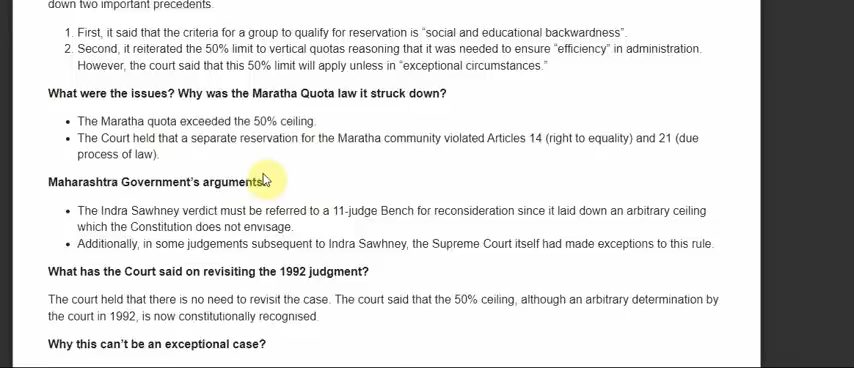 down two important precedents.
1. First, it said that the criteria for a group to qualify for reservation is “social and educational backwardness”.
2. Second, it reiterated the 50% limit to vertical quotas reasoning that it was needed to ensure “efficiency” in administration.
However, the court said that this 50% limit will apply unless in “exceptional circumstances.”
What were the issues? Why was the Maratha Quota law it struck down?
• The Maratha quota exceeded the 50% ceiling.
• The Court held that a separate reservation for the Maratha community violated Articles 14 (right to equality) and 21 (due
process of law).
Maharashtra Government’s arguments
• The Indra Sawhney verdict must be referred to a 11-judge Bench for reconsideration since it laid down an arbitrary ceiling
which the Constitution does not envisage.
• Additionally, in some judgements subsequent to Indra Sawhney, the Supreme Court itself had made exceptions to this rule.
What has the Court said on revisiting the 1992 judgment?
The court held that there is no need to revisit the case. The court said that the 50% ceiling, although an arbitrary determination by
the court in 1992, is now constitutionally recognised.
Why this can’t be an exceptional case?